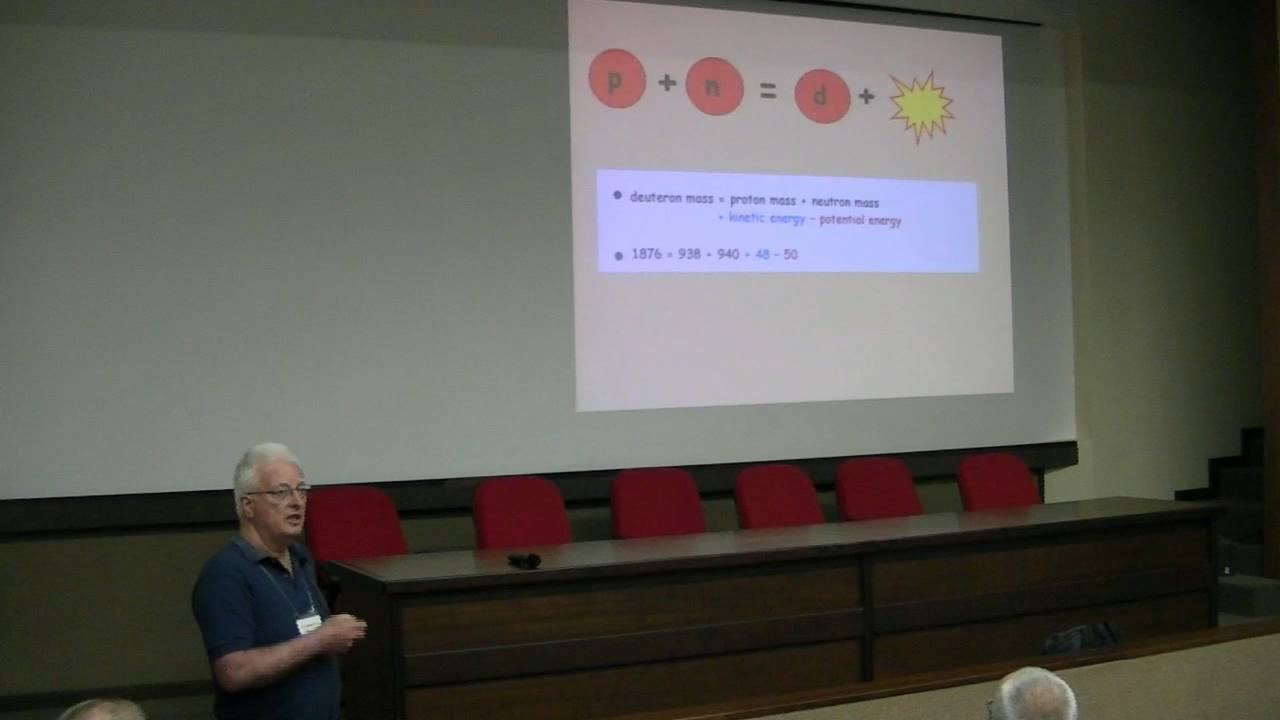 p + n = d +
• deuteron mass = proton mass + neutron mass
+ kinetic energy - potential energy
• 1876 = 938 + 940 + 48 - 50